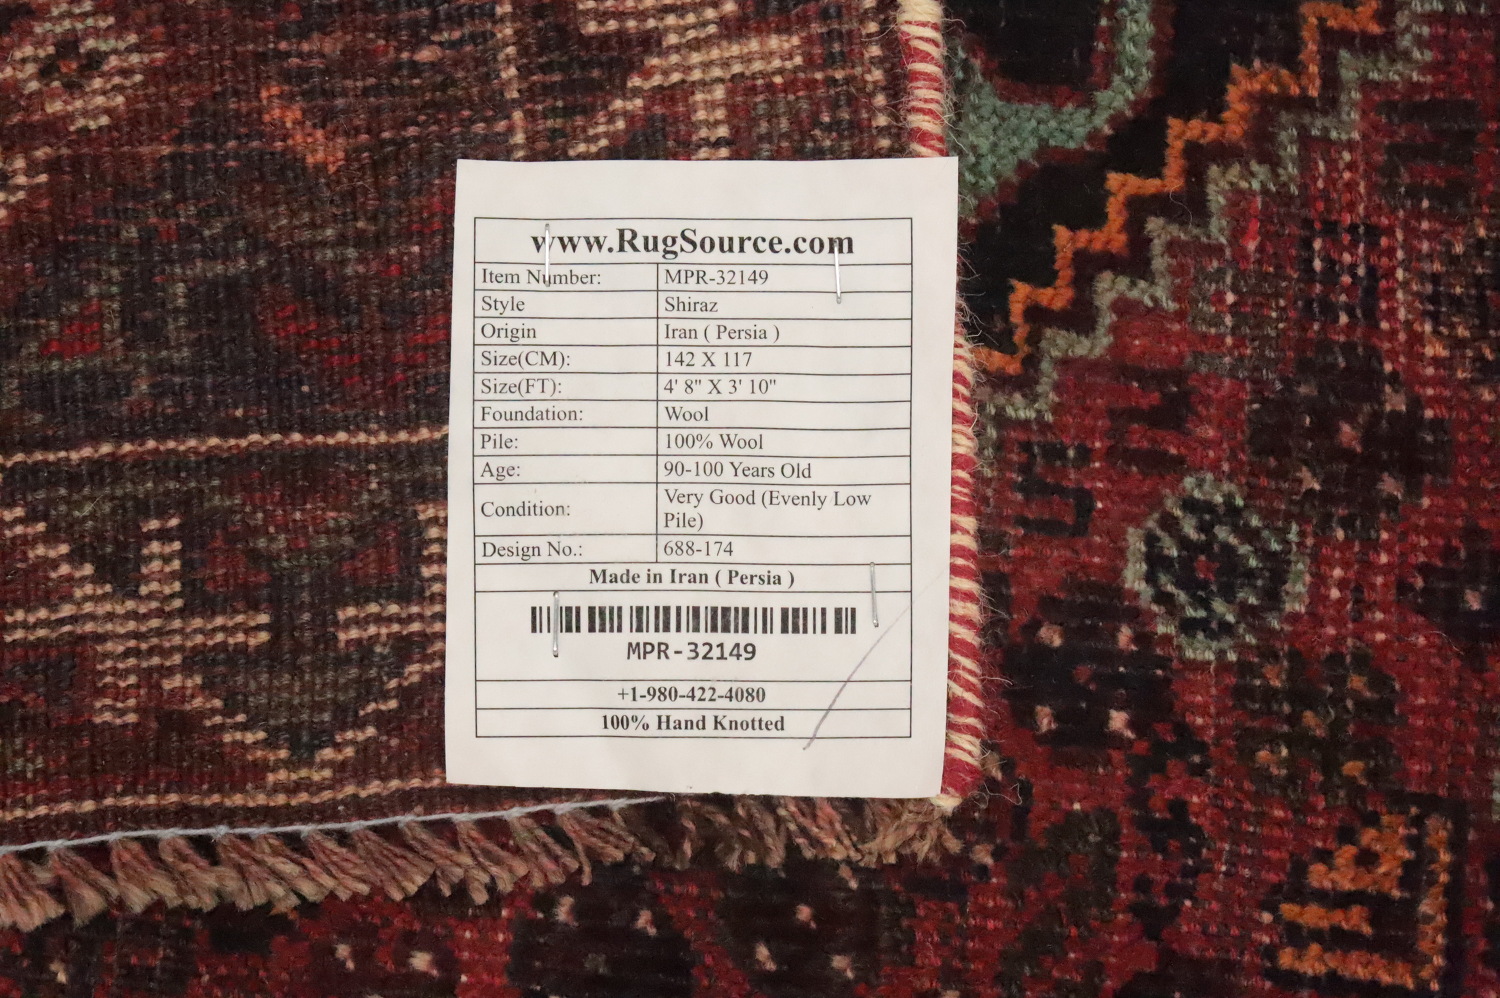 www.RugSource.com
Item Number: MPR-32149
Style Shiraz
Origin Iran ( Persia )
Size(CM): 142 X 117
Size(FT): 4' 8" X 3' 10"
Foundation: Wool
Pile: 100% Wool
Age: 90-100 Years Old
Condition: Very Good (Evenly Low
Pile)
Design No.: 688-174
Made in Iran ( Persia )
MPR-32149
+1-980-422-4080
100% Hand Knotted